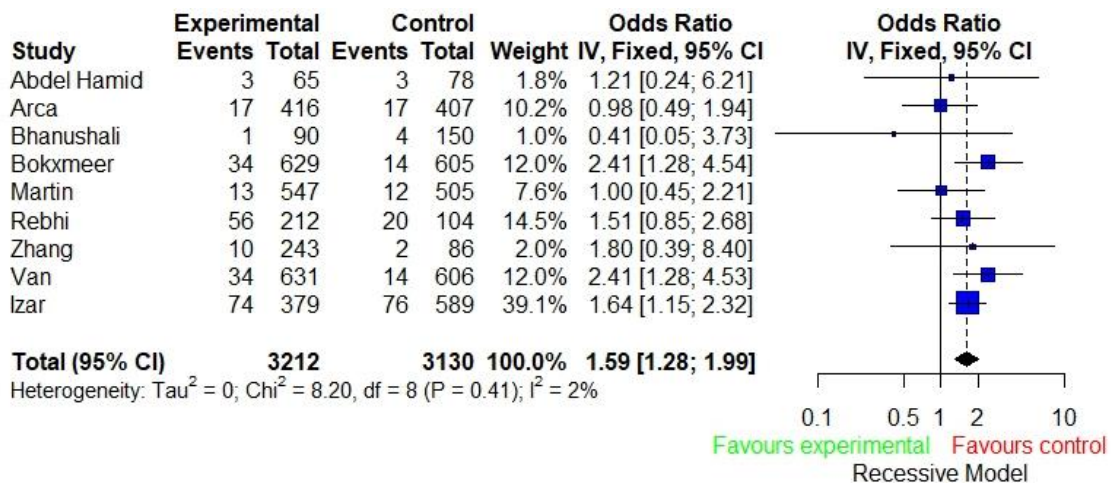 Experimental Control Odds Ratio Odds Ratio
Study Events Total Events Total Weight IV, Fixed, 95% CI IV, Fixed, 95% CI
Abdel Hamid 3 65 3 78 1.8% 1.21 [0.24; 6.21]
Arca 17 416 17 407 10.2% 0.98 [0.49; 1.94]
Bhanushali 1 90 4 150 1.0% 0.41 [0.05; 3.73]
Bokxmeer 34 629 14 605 12.0% 2.41 [1.28; 4.54]
Martin 13 547 12 505 7.6% 1.00 [0.45; 2.21]
Rebhi 56 212 20 104 14.5% 1.51 [0.85; 2.68]
Zhang 10 243 2 86 2.0% 1.80 [0.39; 8.40]
Van 34 631 14 606 12.0% 2.41 [1.28; 4.53]
Izar 74 379 76 589 39.1% 1.64 [1.15; 2.32]
Total (95% CI) 3212 3130 100.0% 1.59 [1.28; 1.99]
Heterogeneity: Tau² = 0; Chi² = 8.20, df = 8 (P = 0.41); I² = 2%
0.1 0.5 1 2 10
Favours experimental Favours control
Recessive Model